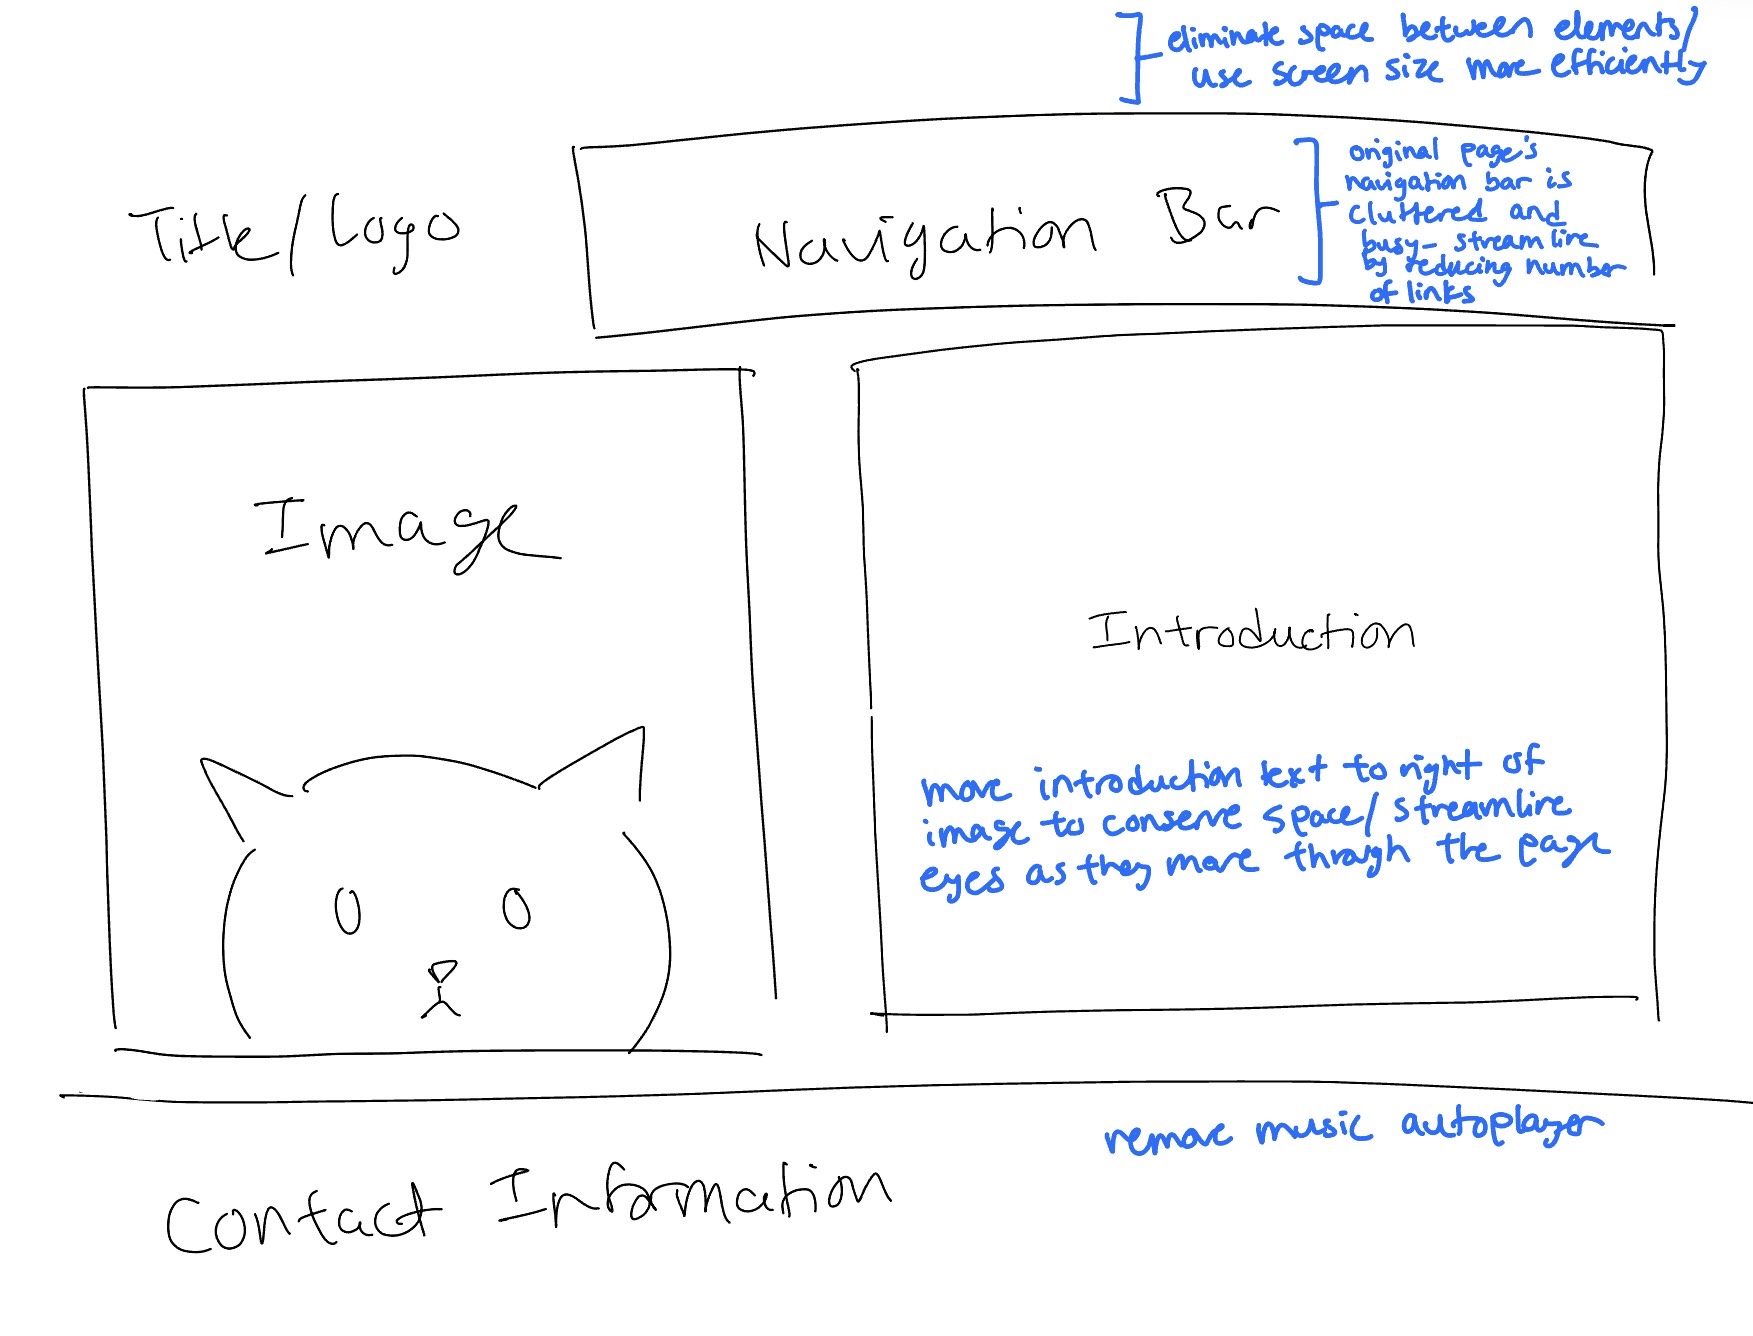 eliminate space between elements/
use screen size more efficiently
Title/Logo
Navigation Bar
original page's
navigation bar is
cluttered and
busy- streamline
by reducing number
of links
Image
Introduction
move introduction text to right of
image to conserve space/streamline
eyes as they move through the page
remove music autoplayer
Contact Information